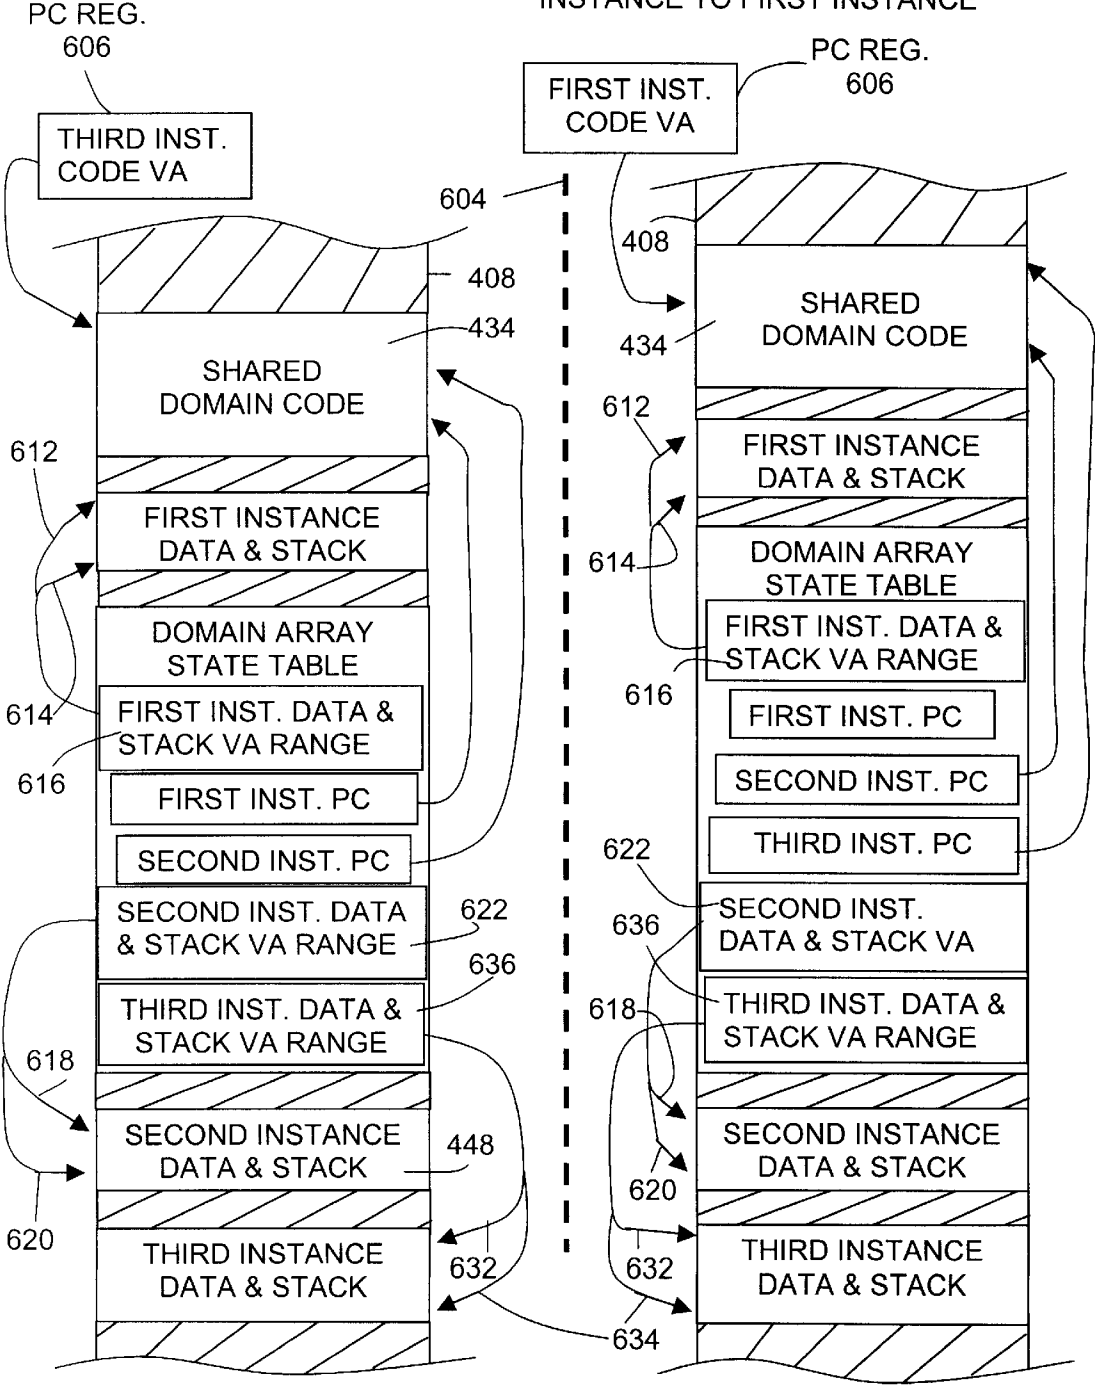 INSTANCE TO FIRST INSTANCE
PC REG.
606
THIRD INST.
CODE VA
408
434
SHARED
DOMAIN CODE
612
FIRST INSTANCE
DATA & STACK
DOMAIN ARRAY
STATE TABLE
614
FIRST INST. DATA &
STACK VA RANGE
616
FIRST INST. PC
SECOND INST. PC
SECOND INST. DATA
& STACK VA RANGE
622
636
THIRD INST. DATA &
STACK VA RANGE
618
SECOND INSTANCE
DATA & STACK
448
620
THIRD INSTANCE
DATA & STACK
632
634
604
PC REG.
606
FIRST INST.
CODE VA
408
SHARED
DOMAIN CODE
434
612
FIRST INSTANCE
DATA & STACK
614
DOMAIN ARRAY
STATE TABLE
FIRST INST. DATA &
STACK VA RANGE
616
FIRST INST. PC
SECOND INST. PC
THIRD INST. PC
622
SECOND INST.
DATA & STACK VA
636
THIRD INST. DATA &
STACK VA RANGE
618
SECOND INSTANCE
DATA & STACK
620
THIRD INSTANCE
DATA & STACK
632